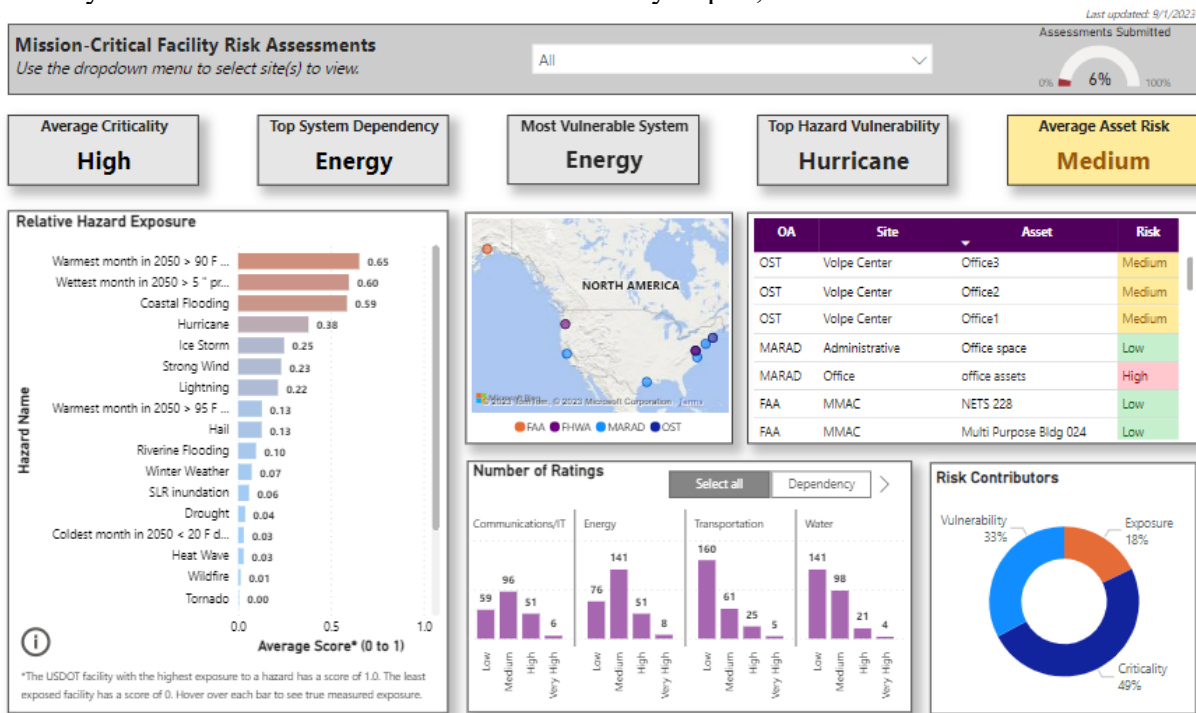 Last updated: 9/1/2023
Mission-Critical Facility Risk Assessments
Use the dropdown menu to select site(s) to view.
All
Assessments Submitted
0% 6% 100%
Average Criticality
High
Top System Dependency
Energy
Most Vulnerable System
Energy
Top Hazard Vulnerability
Hurricane
Average Asset Risk
Medium
Relative Hazard Exposure
Hazard Name
Warmest month in 2050 > 90 F ... 0.65
Wettest month in 2050 > 5 " pr... 0.60
Coastal Flooding 0.59
Hurricane 0.38
Ice Storm 0.25
Strong Wind 0.23
Lightning 0.22
Warmest month in 2050 > 95 F ... 0.13
Hail 0.13
Riverine Flooding 0.10
Winter Weather 0.07
SLR inundation 0.06
Drought 0.04
Coldest month in 2050 < 20 F d... 0.03
Heat Wave 0.03
Wildfire 0.01
Tornado 0.00
0.0 0.5 1.0
Average Score* (0 to 1)
*The USDOT facility with the highest exposure to a hazard has a score of 1.0. The least
exposed facility has a score of 0. Hover over each bar to see true measured exposure.
NORTH AMERICA
© 2023 TomTom, © 2023 Microsoft Corporation Terms
FAA FHWA MARAD OST
OA Site Asset Risk
OST Volpe Center Office3 Medium
OST Volpe Center Office2 Medium
OST Volpe Center Office1 Medium
MARAD Administrative Office space Low
MARAD Office office assets High
FAA MMAC NETS 228 Low
FAA MMAC Multi Purpose Bldg 024 Low
Number of Ratings
Select all Dependency
Communications/IT Energy Transportation Water
59 96 51 6
76 141 51 8
160 61 25 5
141 98 21 4
Low Medium High Very High
Low Medium High Very High
Low Medium High Very High
Low Medium High Very High
Risk Contributors
Vulnerability
33%
Exposure
18%
Criticality
49%